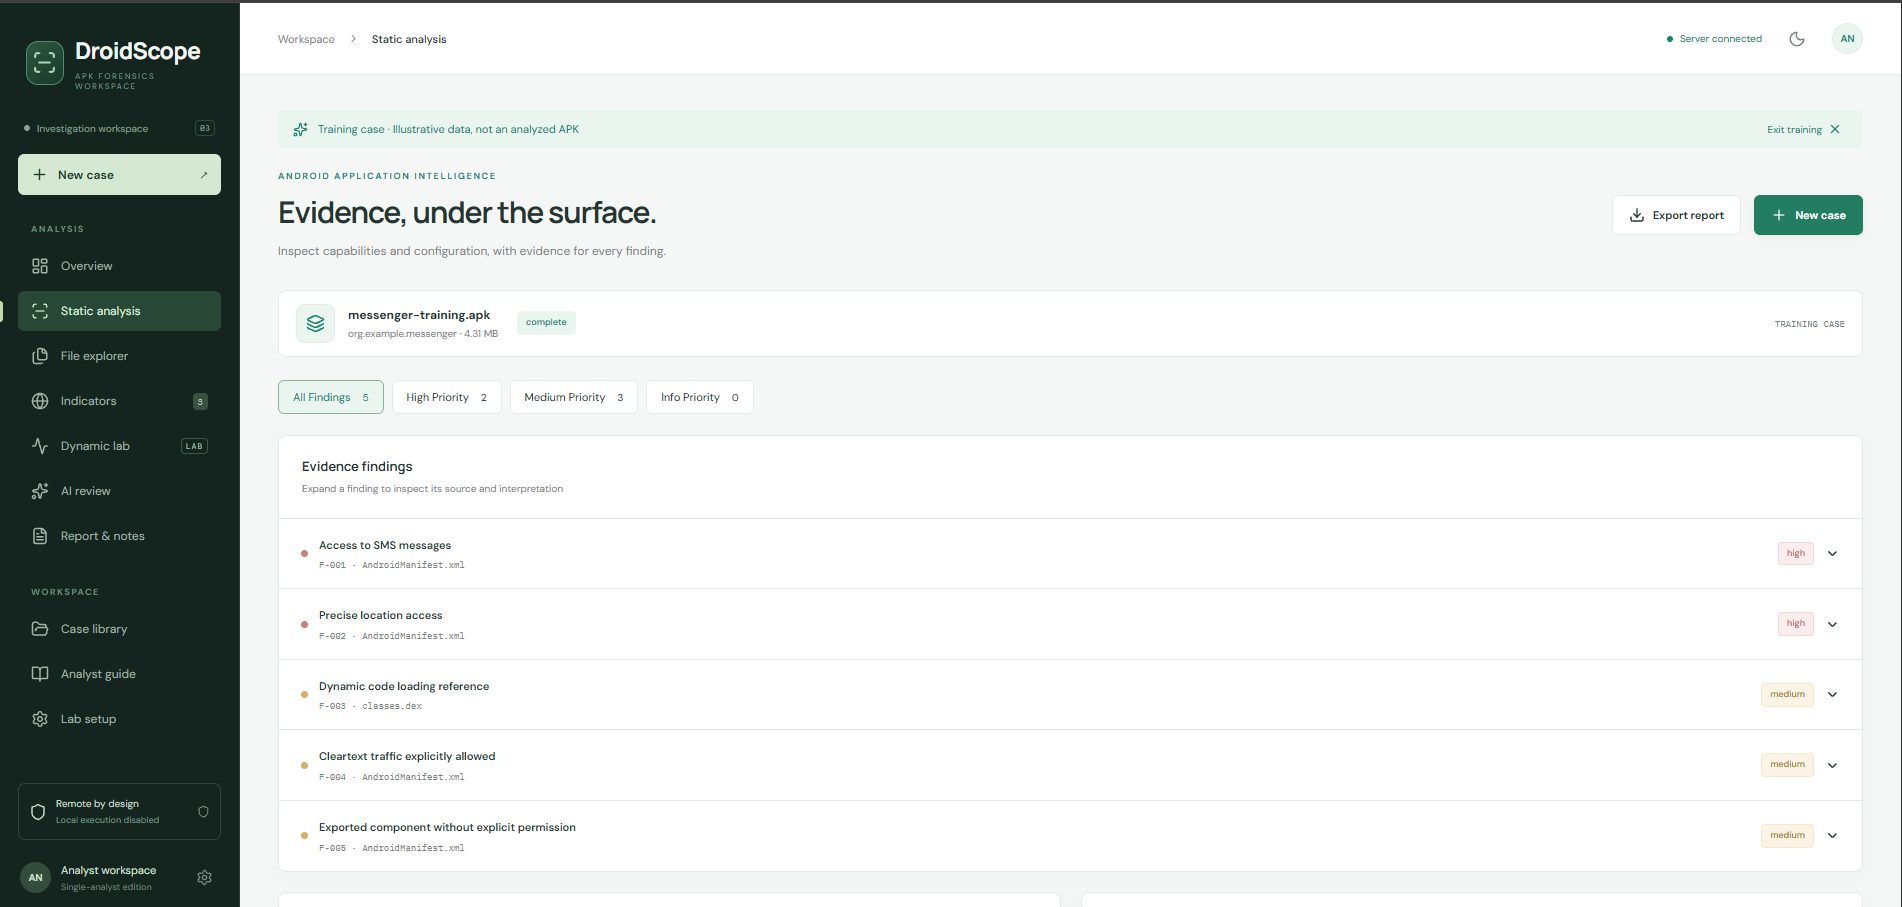 DroidScope
APK FORENSICS
WORKSPACE
Investigation workspace 03
New case
ANALYSIS
Overview
Static analysis
File explorer
Indicators 3
Dynamic lab LAB
AI review
Report & notes
WORKSPACE
Case library
Analyst guide
Lab setup
Remote by design
Local execution disabled
AN
Analyst workspace
Single-analyst edition
Workspace > Static analysis
Server connected
AN
Training case · Illustrative data, not an analyzed APK
Exit training
ANDROID APPLICATION INTELLIGENCE
Evidence, under the surface.
Inspect capabilities and configuration, with evidence for every finding.
Export report
New case
messenger-training.apk
org.example.messenger · 4.31 MB
complete
TRAINING CASE
All Findings 5
High Priority 2
Medium Priority 3
Info Priority 0
Evidence findings
Expand a finding to inspect its source and interpretation
Access to SMS messages
F-001 · AndroidManifest.xml
high
Precise location access
F-002 · AndroidManifest.xml
high
Dynamic code loading reference
F-003 · classes.dex
medium
Cleartext traffic explicitly allowed
F-004 · AndroidManifest.xml
medium
Exported component without explicit permission
F-005 · AndroidManifest.xml
medium